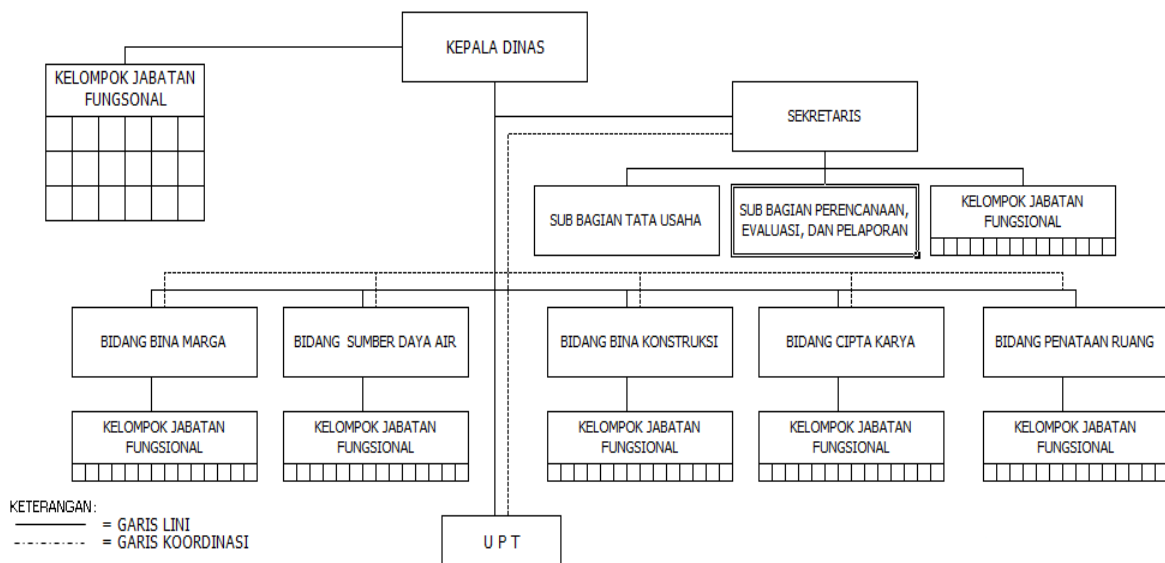 KEPALA DINAS
KELOMPOK JABATAN
FUNGSONAL
SEKRETARIS
SUB BAGIAN TATA USAHA
SUB BAGIAN PERENCANAAN,
EVALUASI, DAN PELAPORAN
KELOMPOK JABATAN
FUNGSIONAL
BIDANG BINA MARGA
BIDANG SUMBER DAYA AIR
BIDANG BINA KONSTRUKSI
BIDANG CIPTA KARYA
BIDANG PENATAAN RUANG
KELOMPOK JABATAN
FUNGSIONAL
KELOMPOK JABATAN
FUNGSIONAL
KELOMPOK JABATAN
FUNGSIONAL
KELOMPOK JABATAN
FUNGSIONAL
KELOMPOK JABATAN
FUNGSIONAL
KETERANGAN:
= GARIS LINI
= GARIS KOORDINASI
U P T